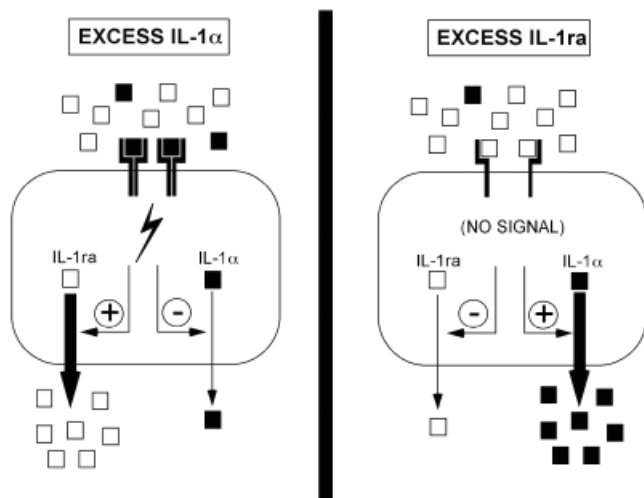 EXCESS IL-1α
IL-1ra
IL-1α
+
-
EXCESS IL-1ra
(NO SIGNAL)
IL-1ra
IL-1α
-
+